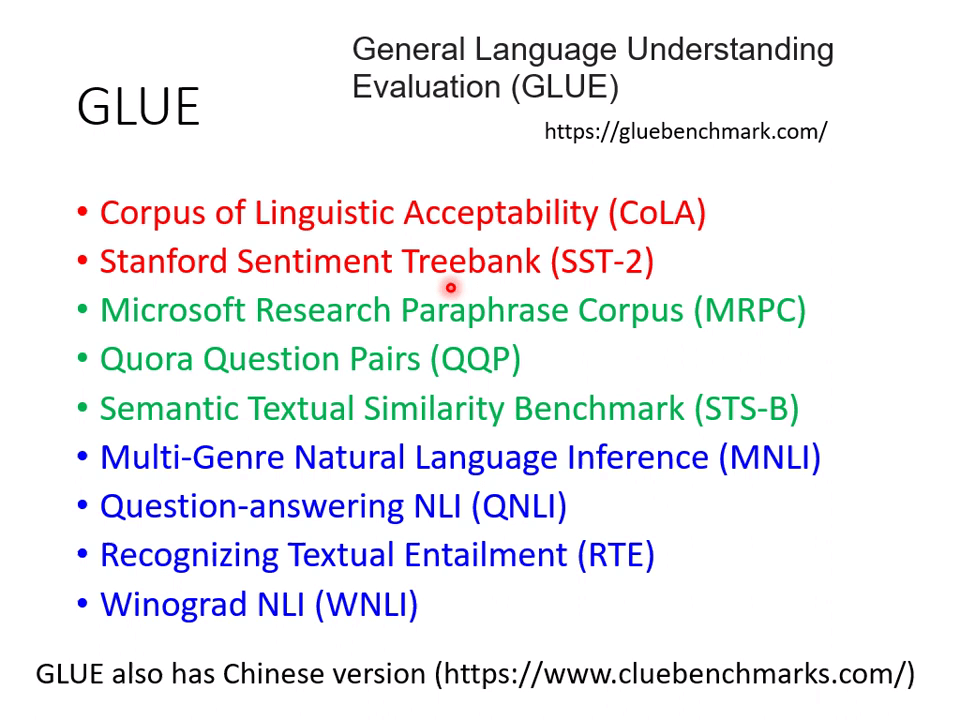 General Language Understanding
Evaluation (GLUE)
GLUE
https://gluebenchmark.com/
• Corpus of Linguistic Acceptability (CoLA)
• Stanford Sentiment Treebank (SST-2)
• Microsoft Research Paraphrase Corpus (MRPC)
• Quora Question Pairs (QQP)
• Semantic Textual Similarity Benchmark (STS-B)
• Multi-Genre Natural Language Inference (MNLI)
• Question-answering NLI (QNLI)
• Recognizing Textual Entailment (RTE)
• Winograd NLI (WNLI)
GLUE also has Chinese version (https://www.cluebenchmarks.com/)